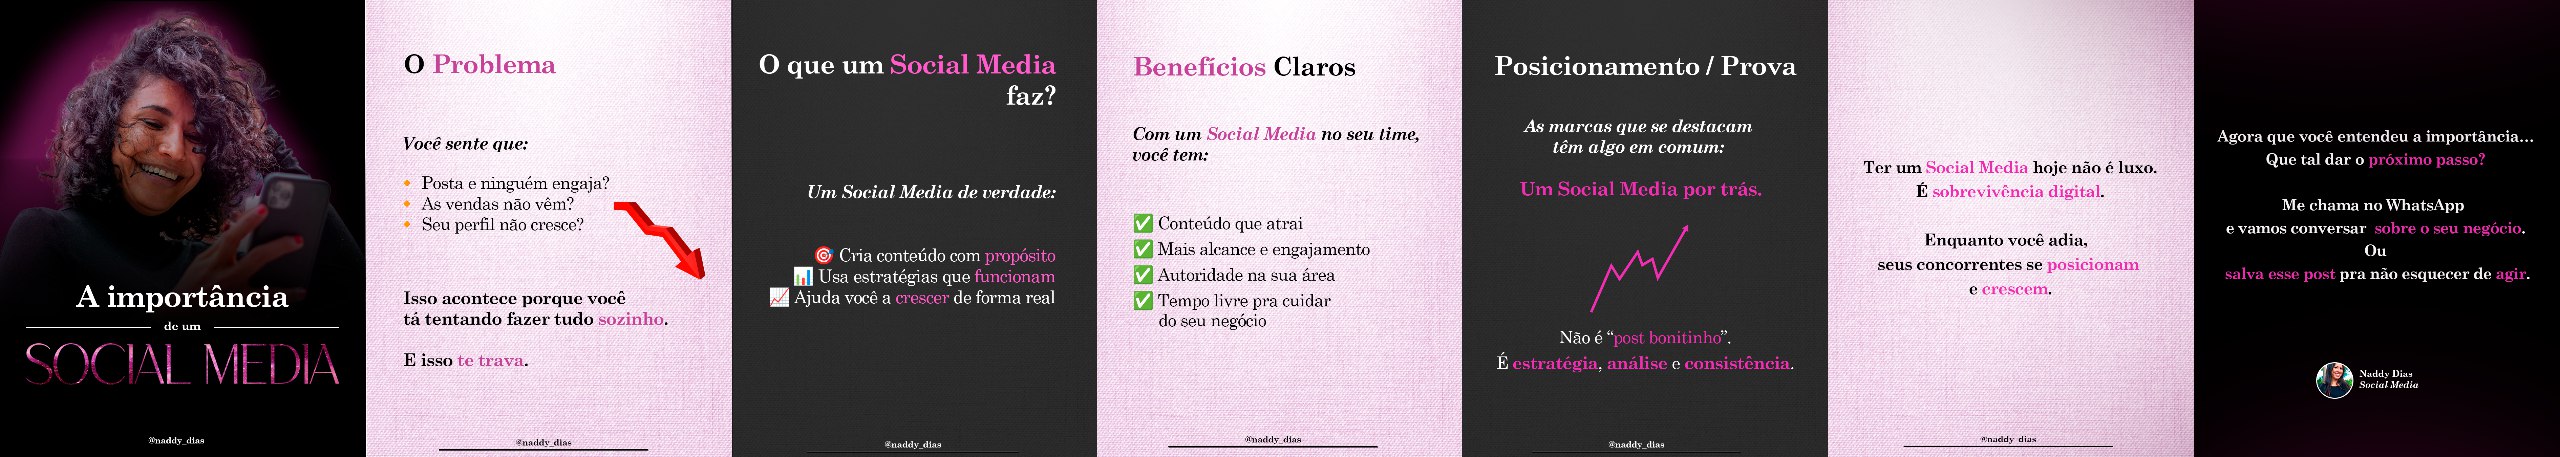 A importância
de um
SOCIAL MEDIA
@naddy_dias
O Problema
Você sente que:
🔸 Posta e ninguém engaja?
🔸 As vendas não vêm?
🔸 Seu perfil não cresce?
Isso acontece porque você
tá tentando fazer tudo sozinho.
E isso te trava.
@naddy_dias
O que um Social Media
faz?
Um Social Media de verdade:
🎯 Cria conteúdo com propósito
📊 Usa estratégias que funcionam
📈 Ajuda você a crescer de forma real
@naddy_dias
Benefícios Claros
Com um Social Media no seu time,
você tem:
✅ Conteúdo que atrai
✅ Mais alcance e engajamento
✅ Autoridade na sua área
✅ Tempo livre pra cuidar
do seu negócio
@naddy_dias
Posicionamento / Prova
As marcas que se destacam
têm algo em comum:
Um Social Media por trás.
Não é “post bonitinho”.
É estratégia, análise e consistência.
@naddy_dias
Ter um Social Media hoje não é luxo.
É sobrevivência digital.
Enquanto você adia,
seus concorrentes se posicionam
e crescem.
@naddy_dias
Agora que você entendeu a importância...
Que tal dar o próximo passo?
Me chama no WhatsApp
e vamos conversar sobre o seu negócio.
Ou
salva esse post pra não esquecer de agir.
Naddy Dias
Social Media